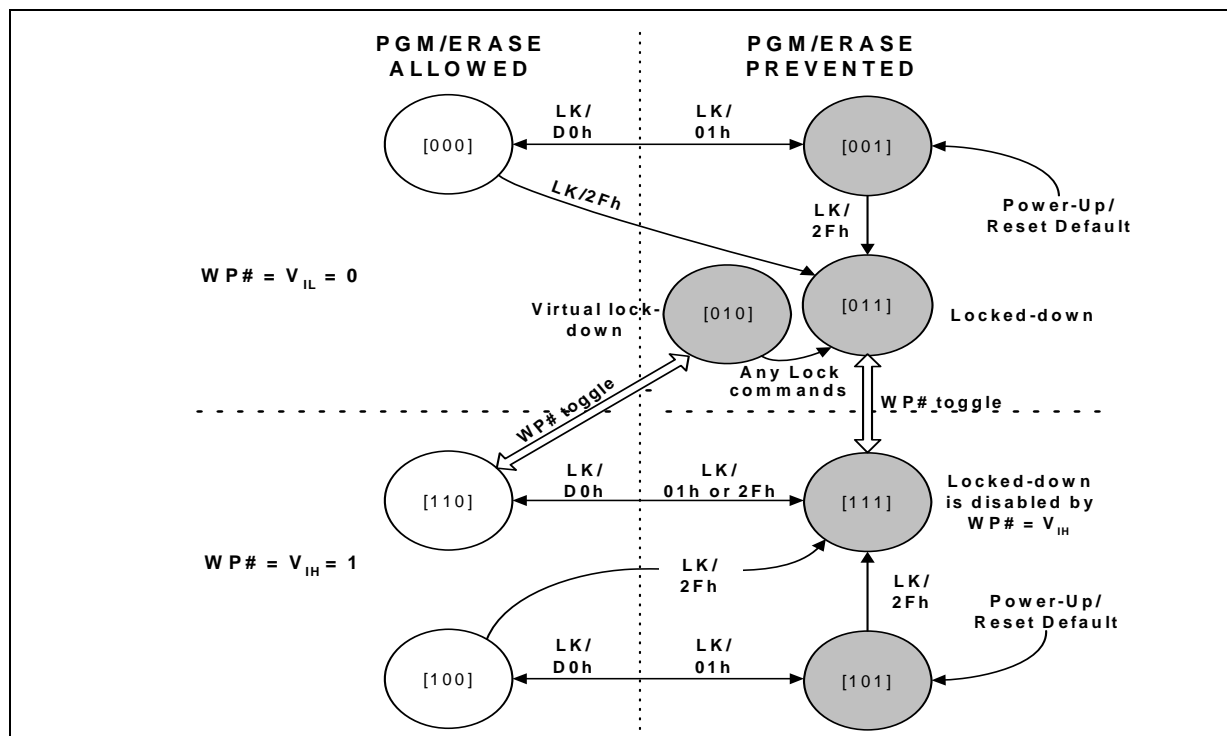 PGM/ERASE
ALLOWED
PGM/ERASE
PREVENTED
LK/
D0h
LK/
01h
[000]
[001]
LK/2Fh
LK/
2Fh
Power-Up/
Reset Default
WP# = VIL = 0
Virtual lock-
down
[010]
[011]
Locked-down
Any Lock
commands
WP# toggle
WP# toggle
LK/
D0h
LK/
01h or 2Fh
[110]
[111]
Locked-down
is disabled by
WP# = VIH
WP# = VIH = 1
LK/
2Fh
LK/
2Fh
Power-Up/
Reset Default
LK/
D0h
LK/
01h
[100]
[101]